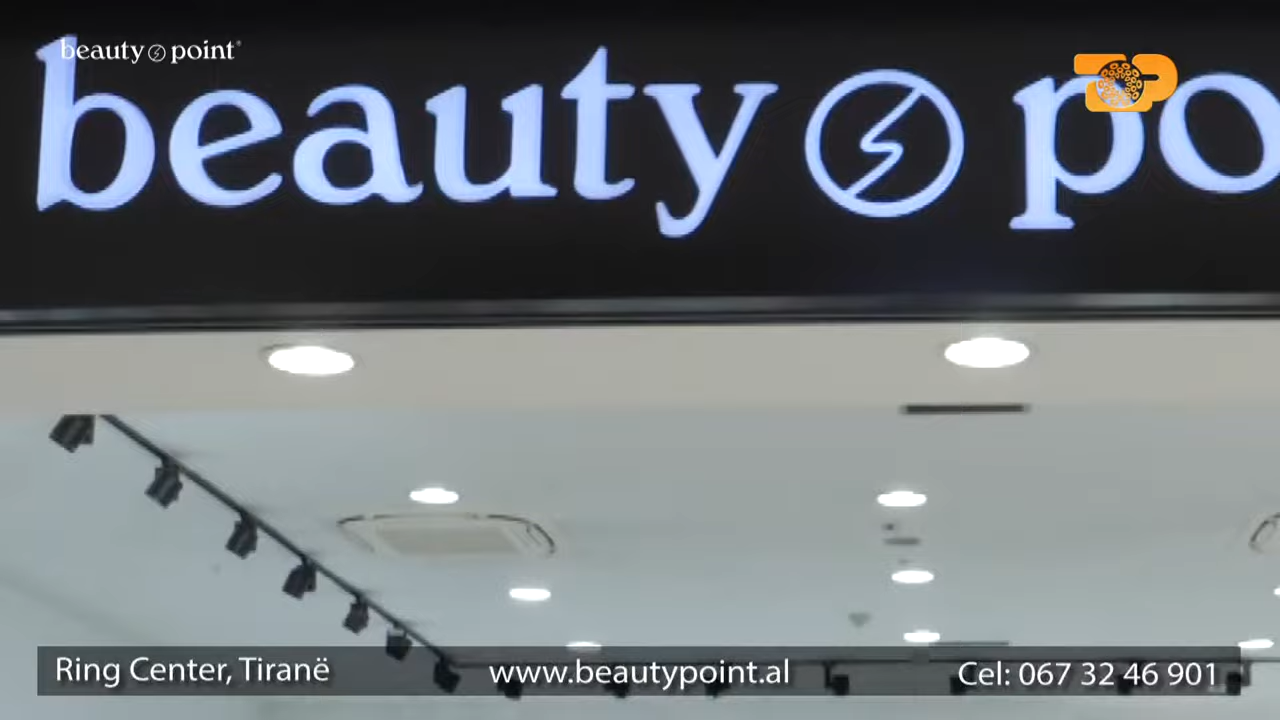 beauty point®
beauty po
Ring Center, Tiranë
www.beautypoint.al
Cel: 067 32 46 901